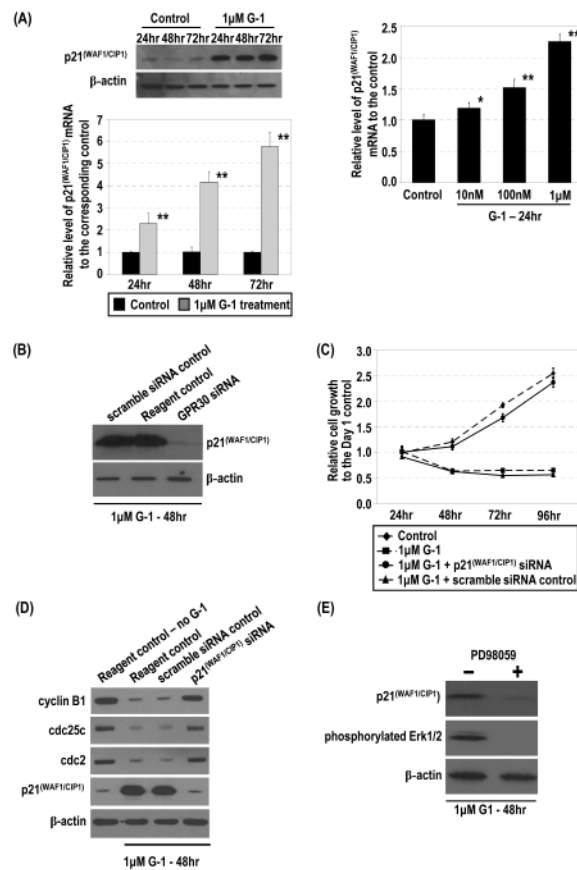 (A)
Control 1μM G-1
24hr 48hr 72hr 24hr 48hr 72hr
p21(WAF1/CIP1)
β-actin
Relative level of p21(WAF1/CIP1) mRNA
to the corresponding control
7
6
5
4
3
2
1
0
**
**
**
24hr 48hr 72hr
Control 1μM G-1 treatment
Relative level of p21(WAF1/CIP1)
mRNA to the control
2.5
2.0
1.5
1.0
0.5
0
*
**
**
Control 10nM 100nM 1μM
G-1 – 24hr
(B)
scramble siRNA control
Reagent control
GPR30 siRNA
p21(WAF1/CIP1)
β-actin
1μM G-1 - 48hr
(C)
Relative cell growth
to the Day 1 control
3.0
2.5
2.0
1.5
1.0
0.5
0
24hr 48hr 72hr 96hr
Control
1μM G-1
1μM G-1 + p21(WAF1/CIP1) siRNA
1μM G-1 + scramble siRNA control
(D)
Reagent control – no G-1
Reagent control
scramble siRNA control
p21(WAF1/CIP1) siRNA
cyclin B1
cdc25c
cdc2
p21(WAF1/CIP1)
β-actin
1μM G-1 - 48hr
(E)
PD98059
– +
p21(WAF1/CIP1)
phosphorylated Erk1/2
β-actin
1μM G1 - 48hr